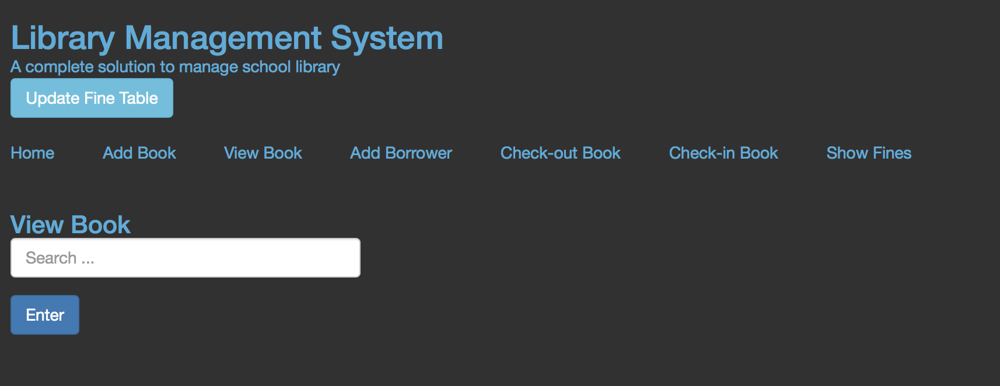 Library Management System
A complete solution to manage school library
Update Fine Table
Home Add Book View Book Add Borrower Check-out Book Check-in Book Show Fines
View Book
Search ...
Enter